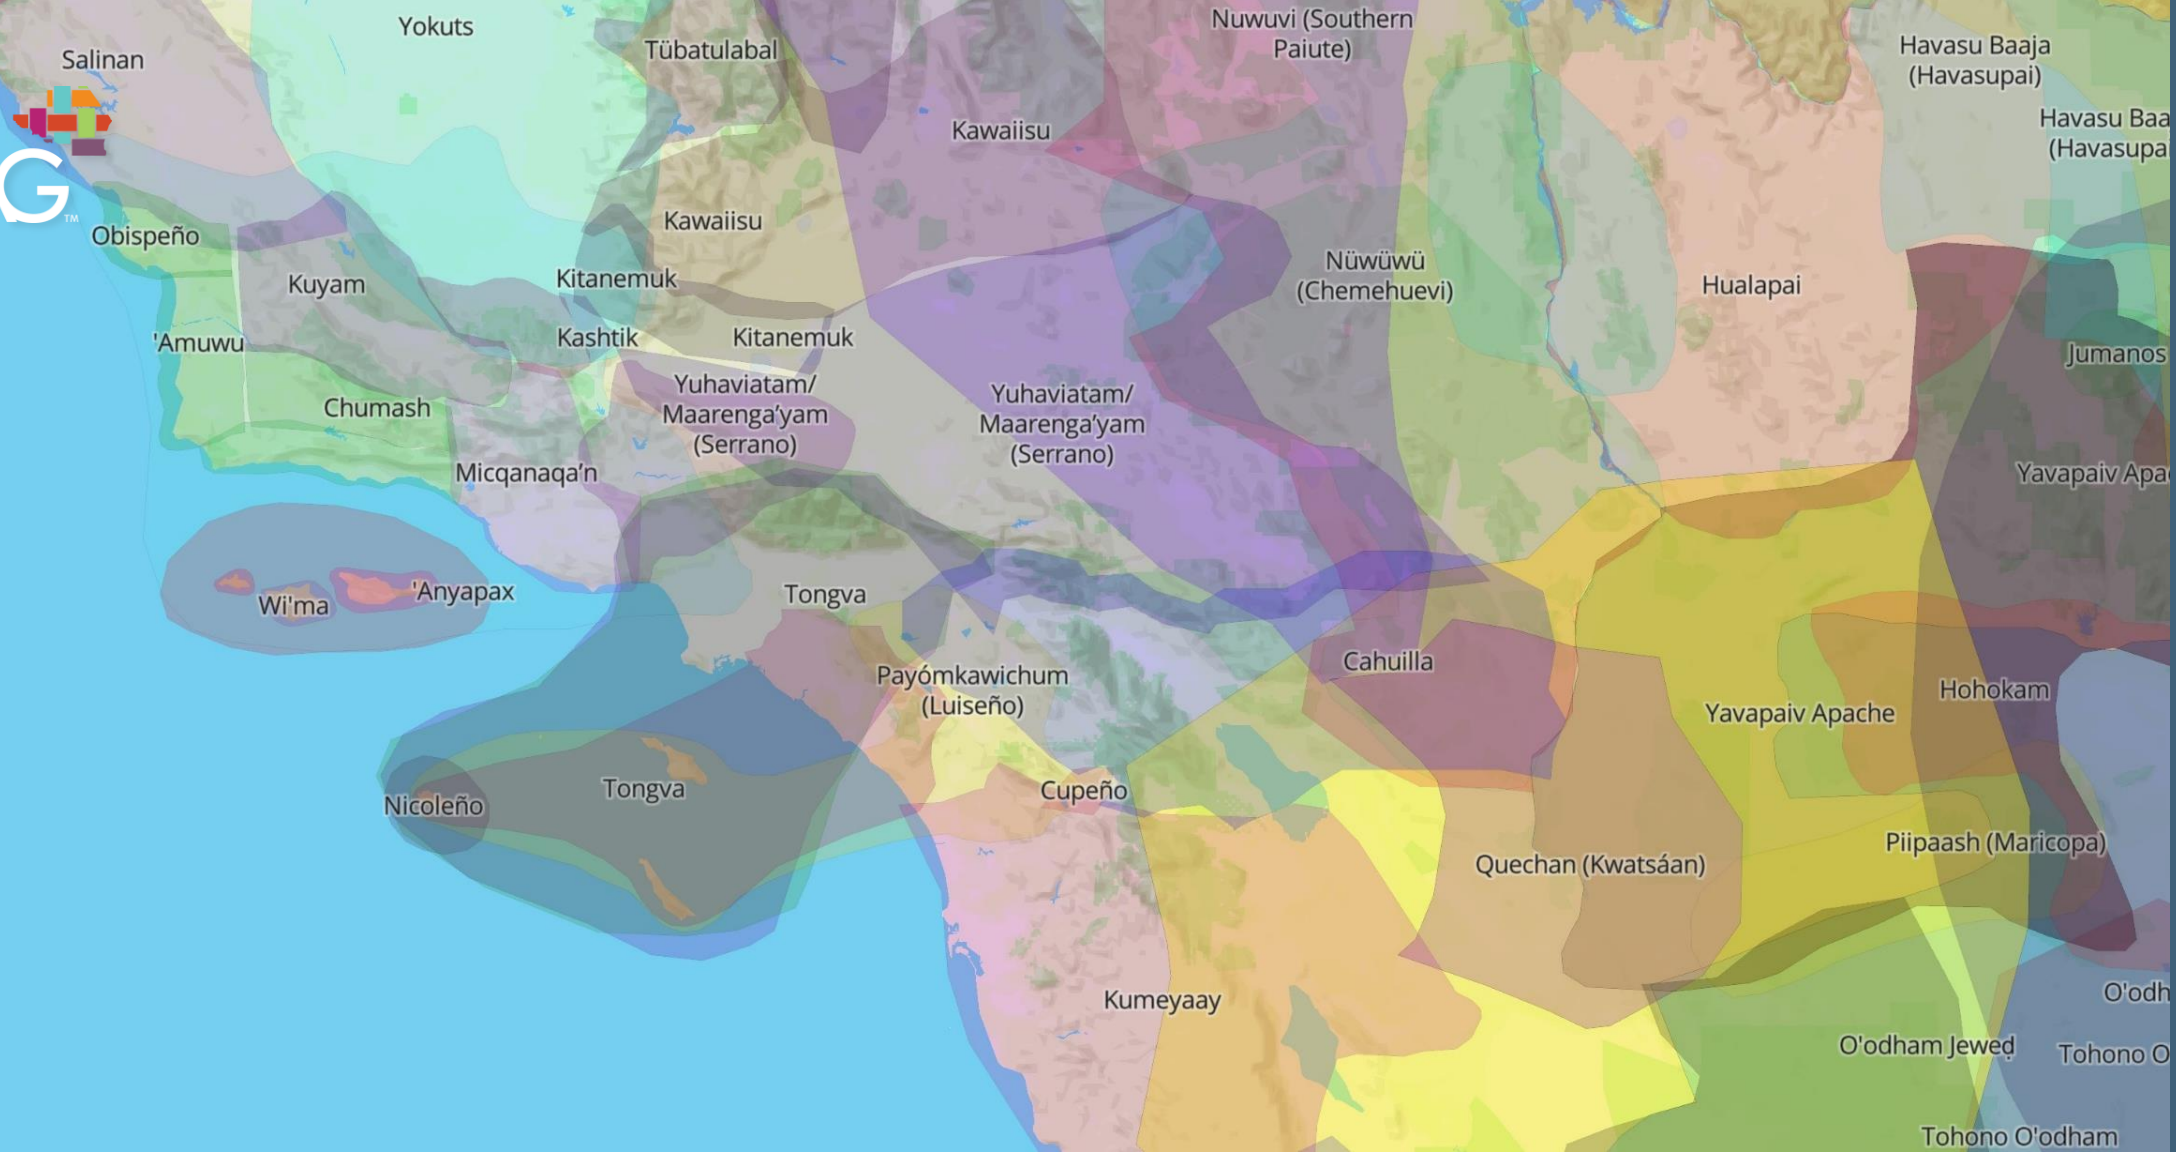 Yokuts
Nuwuvi (Southern
Paiute)
Salinan
Tübatulabal
Havasu Baaja
(Havasupai)
Kawaiisu
Havasu Baa
(Havasupai
G
TM
Kawaiisu
Obispeño
Kuyam
Kitanemuk
Nüwüwü
(Chemehuevi)
Hualapai
'Amuwu
Kashtik
Kitanemuk
Jumanos
Yuhaviatam/
Maarenga'yam
(Serrano)
Yuhaviatam/
Maarenga'yam
(Serrano)
Chumash
Micqanaqa'n
Yavapaiv Apa
Wi'ma
'Anyapax
Tongva
Payómkawichum
(Luiseño)
Cahuilla
Hohokam
Yavapaiv Apache
Nicoleño
Tongva
Cupeño
Quechan (Kwatsáan)
Piipaash (Maricopa)
Kumeyaay
O'odh
O'odham Jeweḍ
Tohono O
Tohono O'odham